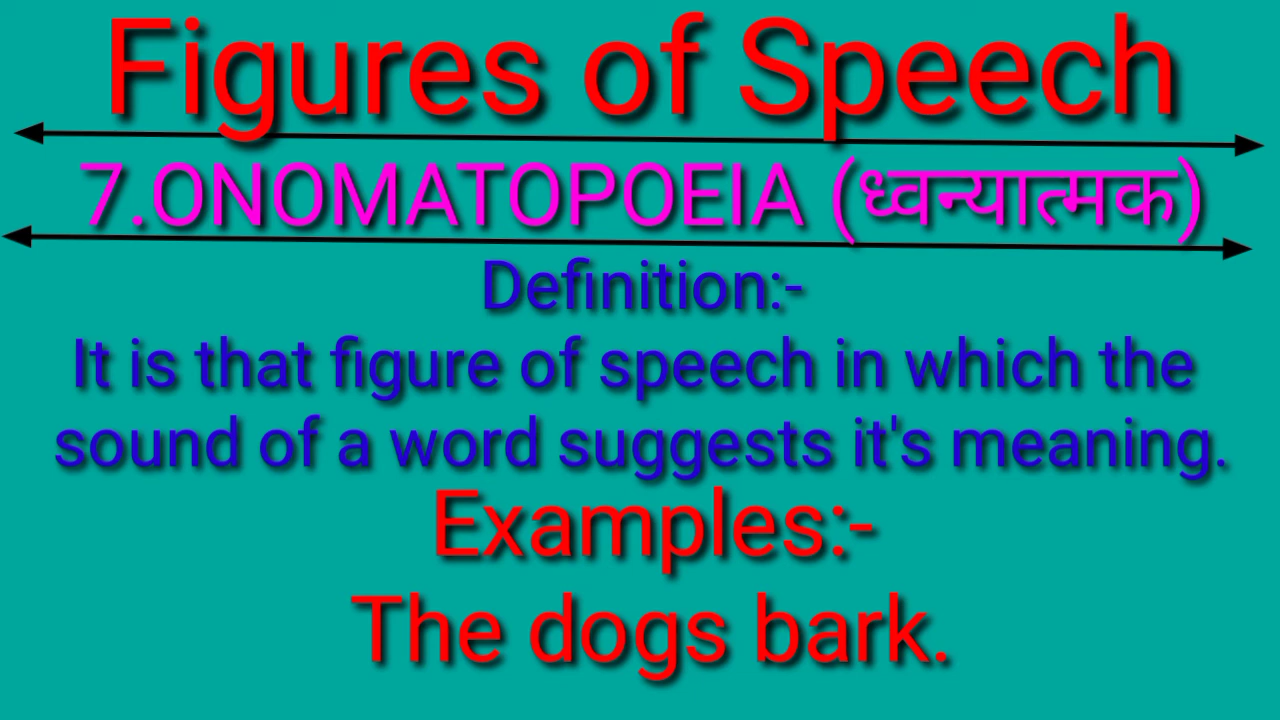 Figures of Speech
7.ONOMATOPOEIA (ध्वन्यात्मक)
Definition:-
It is that figure of speech in which the
sound of a word suggests it's meaning.
Examples:-
The dogs bark.